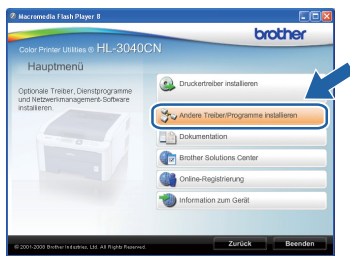 Macromedia Flash Player 8
brother
Color Printer Utilities ® HL-3040CN
Hauptmenü
Optionale Treiber, Dienstprogramme
und Netzwerkmanagement-Software
installieren.
Druckertreiber installieren
Andere Treiber/Programme installieren
Dokumentation
Brother Solutions Center
Online-Registrierung
Information zum Gerät
© 2001-2008 Brother Industries, Ltd. All Rights Reserved.
Zurück
Beenden